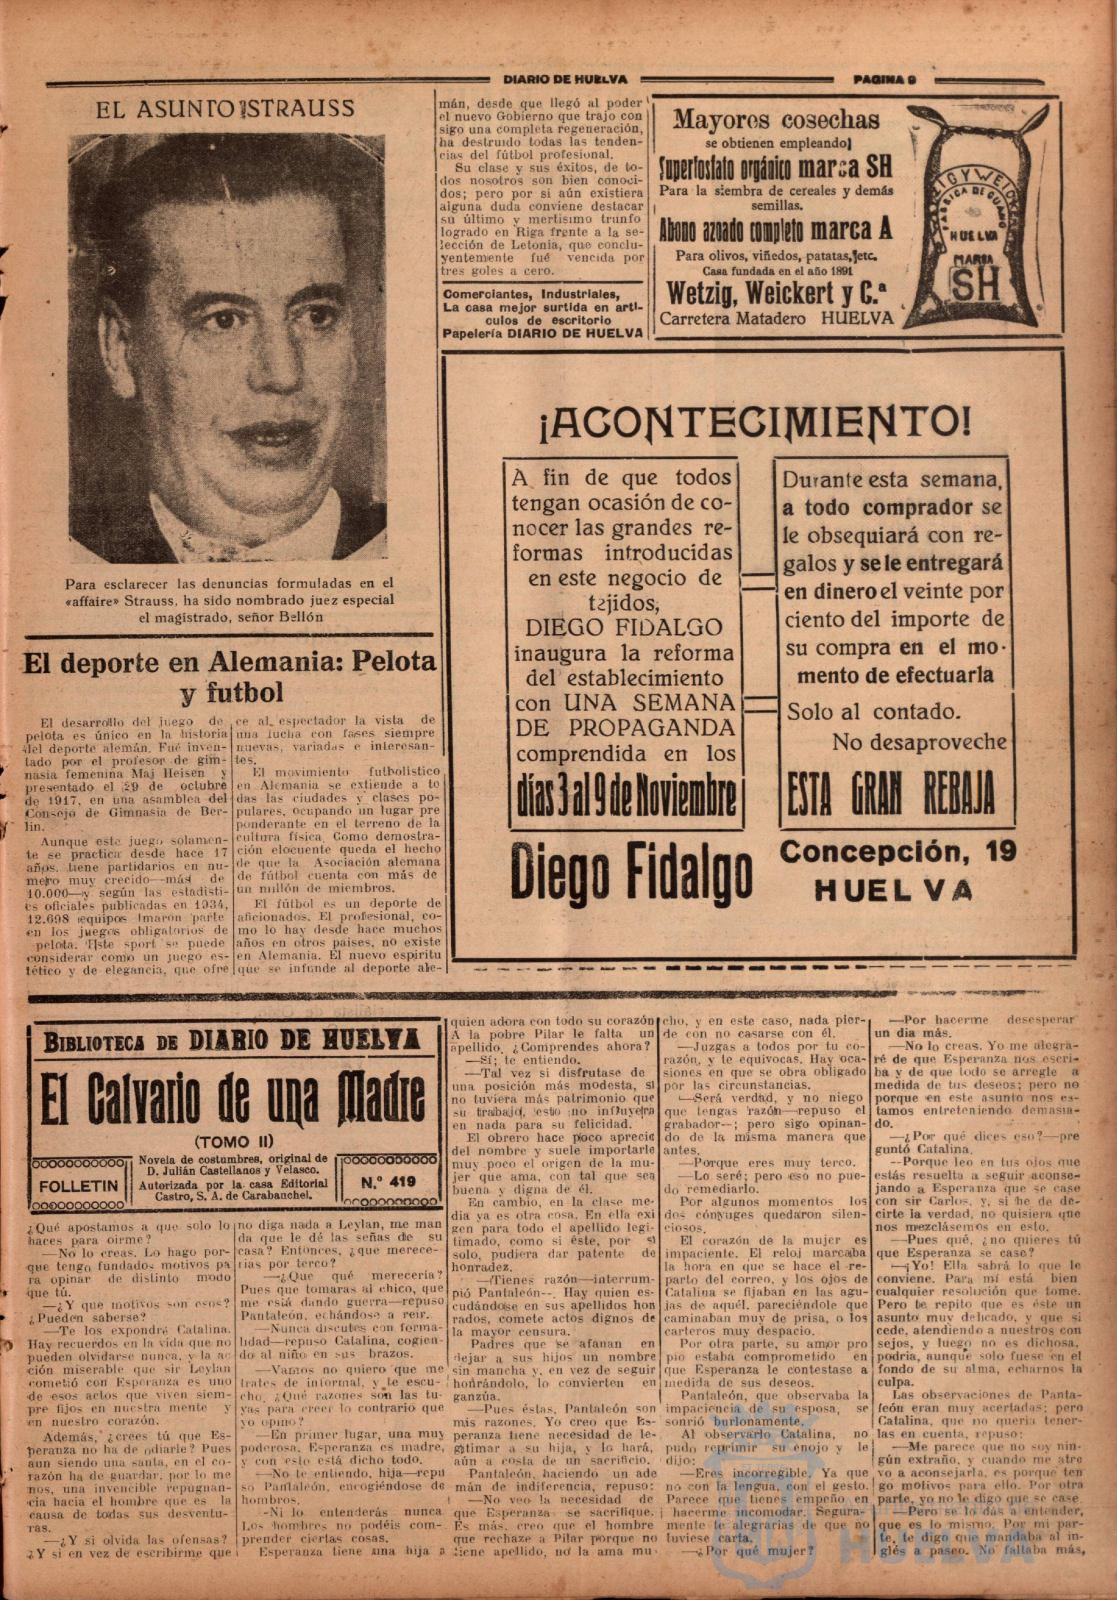 DIARIO DE HUELVA
PAGINA 9
EL ASUNTO STRAUSS
Para esclarecer las denuncias formuladas en el
«affaire» Strauss, ha sido nombrado juez especial
el magistrado, señor Bellón
El deporte en Alemania: Pelota
y futbol
El desarrollo del juego de
pelota es único en la historia
del deporte alemán. Fué inven-
tado por el profesor de gim-
nasia femenina Maj Heisen y
presentado el 29 de octubre
de 1917, en una asamblea del
Consejo de Gimnasia de Ber-
lin.
Aunque este juego solamen-
te se practica desde hace 17
años, tiene partidarios en nu-
mero muy crecido—más de
10.000—y según las estadisti-
cs oficiales publicadas en 1934,
12.698 equipos tmaron parte
en los juegos obligatorios de
pelota. Este sport se puede
considerar como un juego es-
tético y de elegancia, que ofre
ce al espectador la vista de
una lucha con fases siempre
nuevas, variadas e interesan-
tes.
El movimiento futbolístico
en Alemania se extiende a to
das las ciudades y clases po-
pulares, ocupando un lugar pre
ponderante en el terreno de la
cultura física. Como demostra-
ción elocuente queda el hecho
de que la Asociación alemana
de fútbol cuenta con más de
un millón de miembros.
El fútbol es un deporte de
aficionados. El profesional, co-
mo lo hay desde hace muchos
años en otros países, no existe
en Alemania. El nuevo espiritu
que se infunde al deporte ale-
mán, desde que llegó al poder
el nuevo Gobierno que trajo con
sigo una completa regeneración,
ha destruido todas las tenden-
cias del fútbol profesional.
Su clase y sus éxitos, de to-
dos nosotros son bien conoci-
dos; pero por si aún existiera
alguna duda conviene destacar
su último y mertisimo trunfo
logrado en Riga frente a la se-
lección de Letonia, que conclu-
yentemente fué vencida por
tres goles a cero.
Comerciantes, Industriales,
La casa mejor surtida en arti
culos de escritorio
Papelería DIARIO DE HUELVA
Mayores cosechas
se obtienen empleando
Superfosfato orgánico marca SH
Para la siembra de cereales y demás
semillas.
Abono azoado completo marca A
Para olivos, viñedos, patatas, etc.
Casa fundada en el año 1891
Wetzig, Weickert y C.ª
Carretera Matadero HUELVA
FABRICA DE GUANO
HUELVA
MARCA
SH
¡ACONTECIMIENTO!
A fin de que todos
tengan ocasión de co-
nocer las grandes re-
formas introducidas
en este negocio de
tejidos,
DIEGO FIDALGO
inaugura la reforma
del establecimiento
con UNA SEMANA
DE PROPAGANDA
comprendida en los
días 3 al 9 de Noviembre
Durante esta semana,
a todo comprador se
le obsequiará con re-
galos y se le entregará
en dinero el veinte por
ciento del importe de
su compra en el mo-
mento de efectuarla
Solo al contado.
No desaproveche
ESTA GRAN REBAJA
Diego Fidalgo
Concepción, 19
HUELVA
BIBLIOTECA DE DIARIO DE HUELVA
El Calvario de una Madre
(TOMO II)
FOLLETIN
Novela de costumbres, original de
D. Julián Castellanos y Velasco.
Autorizada por la casa Editorial
Castro, S. A. de Carabanchel.
N.º 419
¿Qué apostamos a que solo lo
haces para oirme?
—No lo creas. Lo hago por-
que tengo fundados motivos pa
ra opinar de distinto modo
que tú.
—¿Y que motivos son esos?
¿Pueden saberse?
—Te los expondré Catalina.
Hay recuerdos en la vida que no
pueden olvidarse nunca, y la ac
ción miserable que sir Leylan
cometió con Esperanza es uno
de esos actos que viven siem-
pre fijos en nuestra mente y
en nuestro corazón.
Además, ¿crees tú que Es-
peranza no ha de odiarle? Pues
aun siendo una santa, en el co-
razón ha de guardar, por lo me
nos, una invencible repugnan-
cia hacia el hombre que es la
causa de todas sus desventu-
ras.
—¿Y si olvida las ofensas?
¿Y si en vez de escribirme que
no diga nada a Leylan, me man
da que le dé las señas de su
casa? Entonces, ¿que merece-
rías por terco?
—¿Que qué merecería?
Pues que tomaras al chico, que
me está dando guerra—repuso
Pantaleón, echándose a reir.
—Nunca discutes con forma-
lidad—repuso Catalina, cogien-
do al niño en sus brazos.
—Vamos no quiero que me
trates de informal, y te escu-
cho. ¿Qué razones son las tu-
yas para creer lo contrario que
yo opino?
—En primer lugar, una muy
poderosa. Esperanza es madre,
y con esto está dicho todo.
—No te entiendo, hija—repu
so Pantaleón, encogiéndose de
hombros.
-Ni lo entenderás nunca.
Los hombres no podéis com-
prender ciertas cosas.
Esperanza tiene una hija a
quien adora con todo su corazón
A la pobre Pilar le falta un
apellido. ¿Comprendes ahora?
—Sí; te entiendo.
—Tal vez si disfrutase de
una posición más modesta, si
no tuviera más patrimonio que
su trabajo, esto no influyera
en nada para su felicidad.
El obrero hace poco aprecio
del nombre y suele importarle
muy poco el origen de la mu-
jer que ama, con tal que sea
buena y digna de él.
En cambio, en la clase me-
dia ya es otra cosa. En ella exi
gen para todo el apellido legi-
timado, como si éste, por si
solo, pudiera dar patente de
honradez.
—Tienes razón—interrum-
pió Pantaleón—. Hay quien es-
cudándose en sus apellidos hon
rados, comete actos dignos de
la mayor censura.
Padres que se afanan en
dejar a sus hijos un nombre
sin mancha y, en vez de seguir
honrándolo, lo convierten en
ganzúa.
—Pues éstas, Pantaleón son
mis razones. Yo creo que Es-
peranza tiene necesidad de le-
gitimar a su hija, y lo hará,
aún a costa de un sacrificio.
Pantaleón, haciendo un ade
mán de indiferencia, repuso:
—No veo la necesidad de
que Esperanza se sacrifique.
Es más, creo que el hombre
que rechaze a Pilar porque no
tiene apellido, no la ama mu-
cho, y en este caso, nada pier-
de con no casarse con él.
—Juzgas a todos por tu co-
razón, y te equivocas. Hay oca-
siones en que se obra obligado
por las circunstancias.
—Será verdad, y no niego
que tengas razón—repuso el
grabador—; pero sigo opinan-
do de la misma manera que
antes.
—Porque eres muy terco.
—Lo seré; pero eso no pue-
do remediarlo.
Por algunos momentos los
dos cónyuges quedaron silen-
ciosos.
El corazón de la mujer es
impaciente. El reloj marcaba
la hora en que se hace el re-
parto del correo, y los ojos de
Catalina se fijaban en las agu-
jas de aquél, pareciéndole que
caminaban muy de prisa, o los
carteros muy despacio.
Por otra parte, su amor pro
pio estaba comprometido en
que Esperanza le contestase a
medida de sus deseos.
Pantaleón, que observaba la
impaciencia de su esposa, se
sonrió burlonamente.
Al observarlo Catalina, no
pudo reprimir su enojo y le
dijo:
—Eres incorregible. Ya que
no con la lengua, con el gesto.
Parece que tienes empeño en
hacerme incomodar. Segura-
mente te alegrarías de que no
tuviese carta.
—¿Por qué mujer?
—Por hacerme desesperar
un dia más.
—No lo creas. Yo me alegra-
ré de que Esperanza nos escri-
ba y de que todo se arregle a
medida de tus deseos; pero no
porque en este asunto nos es-
tamos entreteniendo demasia-
do.
—¿Por qué dices eso?—pre
guntó Catalina.
--Porque leo en tus ojos que
estás resuelta a seguir aconse-
jando a Esperanza que se case
con sir Carlos, y, si he de de-
cirte la verdad, no quisiera que
nos mezclásemos en esto.
—Pues qué, ¿no quieres tú
que Esperanza se case?
—¡Yo! Ella sabrá lo que le
conviene. Para mí está bien
cualquier resolución que tome.
Pero te repito que es éste un
asunto muy delicado, y que si
cede, atendiendo a nuestros con
sejos, y luego no es dichosa,
podría, aunque solo fuese en el
fondo de su alma, echarnos la
culpa.
Las observaciones de Panta-
león eran muy acertadas; pero
Catalina, que no quería tener-
las en cuenta, repuso:
—Me parece que no soy nin-
gún extraño, y cuando me atre
vo a aconsejarla, es porque ten
go motivos para ello. Por otra
parte, yo no le digo que se case
—Pero se lo das a entender,
que es lo mismo. Por mi par-
te, te digo que mandaba al in-
glés a paseo. No faltaba más,
HUELVA